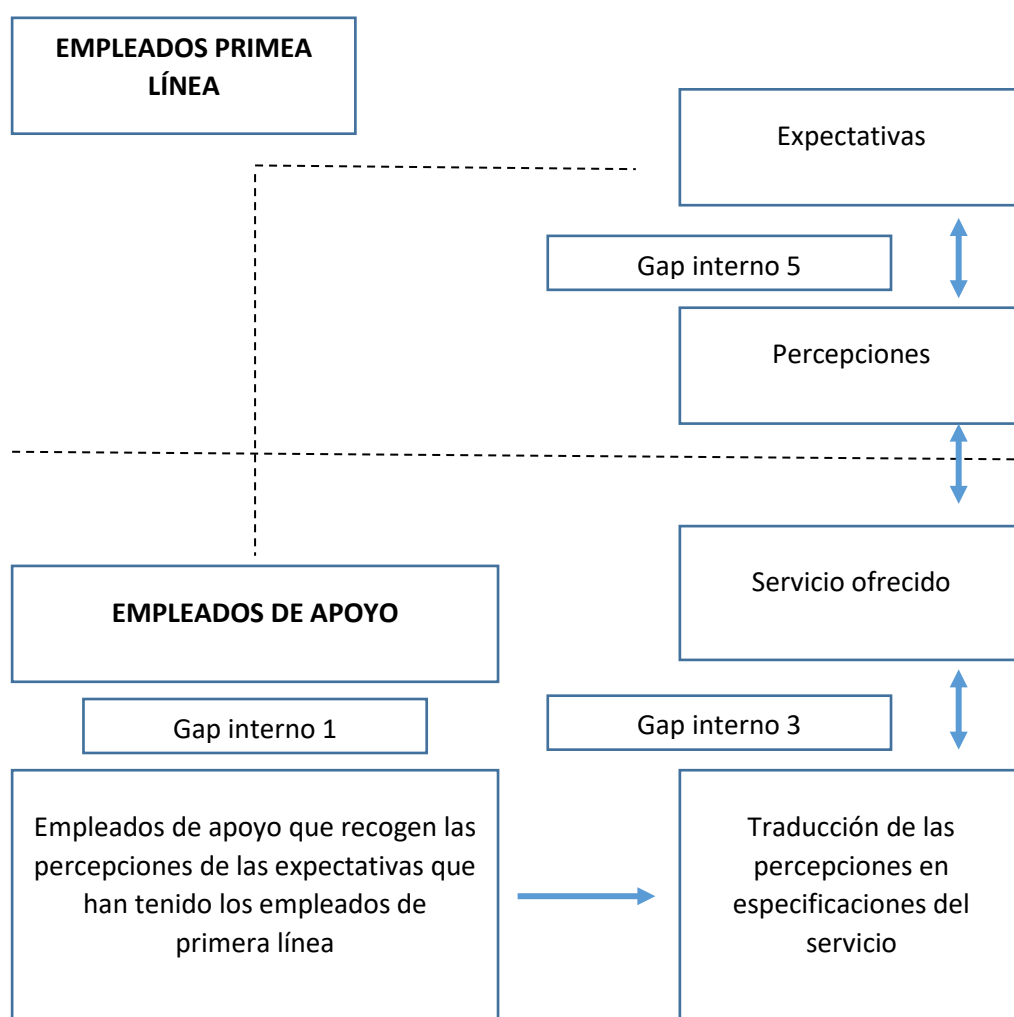 EMPLEADOS PRIMEA
LÍNEA
Expectativas
Gap interno 5
Percepciones
Servicio ofrecido
EMPLEADOS DE APOYO
Gap interno 1
Gap interno 3
Empleados de apoyo que recogen las
percepciones de las expectativas que
han tenido los empleados de
primera línea
Traducción de las
percepciones en
especificaciones del
servicio